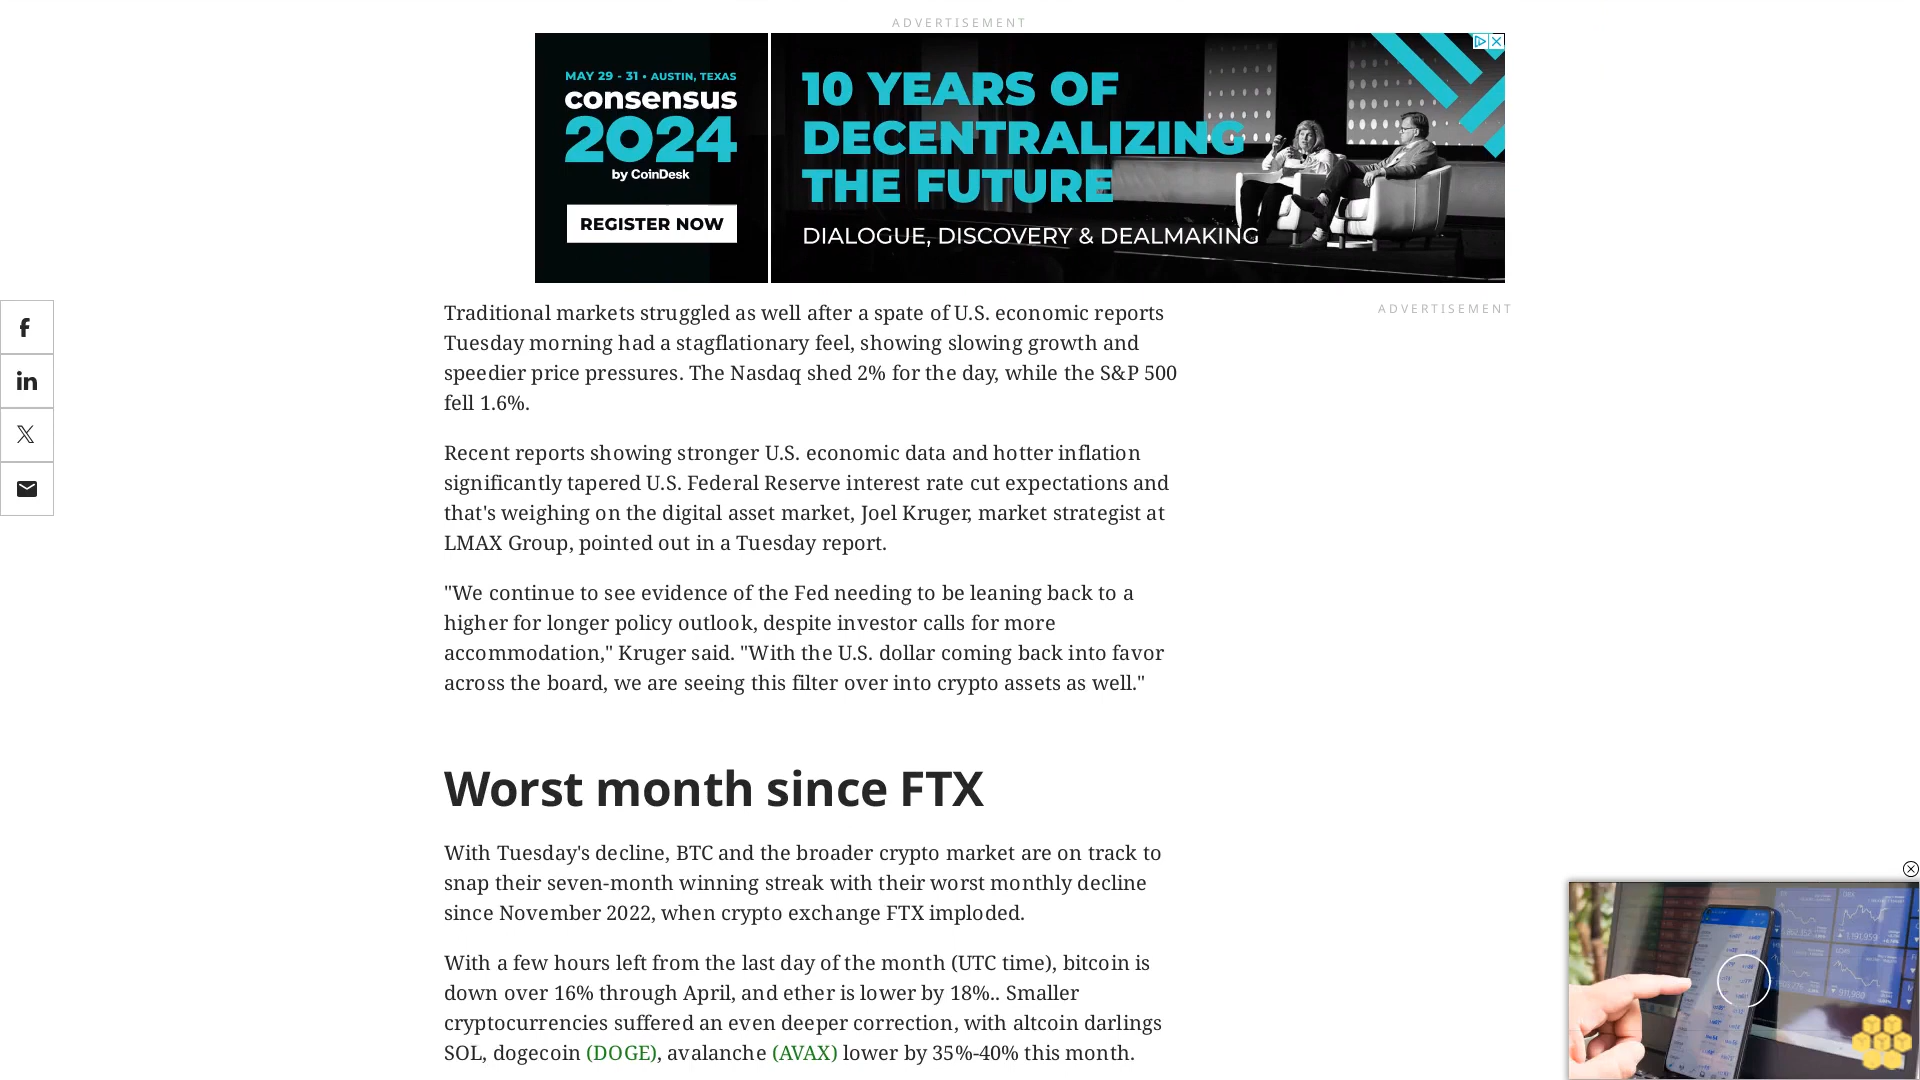 ADVERTISEMENT
MAY 29 - 31 • AUSTIN, TEXAS
consensus
2024
by CoinDesk
REGISTER NOW
10 YEARS OF
DECENTRALIZING
THE FUTURE
DIALOGUE, DISCOVERY & DEALMAKING
ADVERTISEMENT
f
in
X
Traditional markets struggled as well after a spate of U.S. economic reports
Tuesday morning had a stagflationary feel, showing slowing growth and
speedier price pressures. The Nasdaq shed 2% for the day, while the S&P 500
fell 1.6%.
Recent reports showing stronger U.S. economic data and hotter inflation
significantly tapered U.S. Federal Reserve interest rate cut expectations and
that's weighing on the digital asset market, Joel Kruger, market strategist at
LMAX Group, pointed out in a Tuesday report.
"We continue to see evidence of the Fed needing to be leaning back to a
higher for longer policy outlook, despite investor calls for more
accommodation," Kruger said. "With the U.S. dollar coming back into favor
across the board, we are seeing this filter over into crypto assets as well."
Worst month since FTX
With Tuesday's decline, BTC and the broader crypto market are on track to
snap their seven-month winning streak with their worst monthly decline
since November 2022, when crypto exchange FTX imploded.
With a few hours left from the last day of the month (UTC time), bitcoin is
down over 16% through April, and ether is lower by 18%.. Smaller
cryptocurrencies suffered an even deeper correction, with altcoin darlings
SOL, dogecoin (DOGE), avalanche (AVAX) lower by 35%-40% this month.